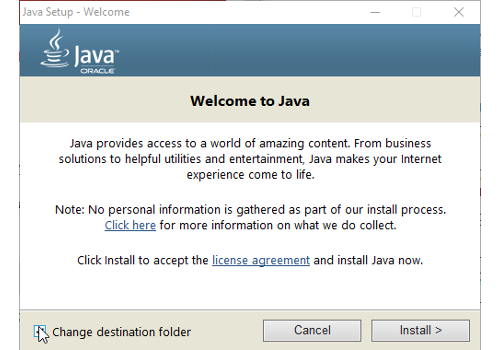 Java Setup - Welcome
Java™
ORACLE
Welcome to Java
Java provides access to a world of amazing content. From business
solutions to helpful utilities and entertainment, Java makes your Internet
experience come to life.
Note: No personal information is gathered as part of our install process.
Click here for more information on what we do collect.
Click Install to accept the license agreement and install Java now.
Change destination folder
Cancel
Install >